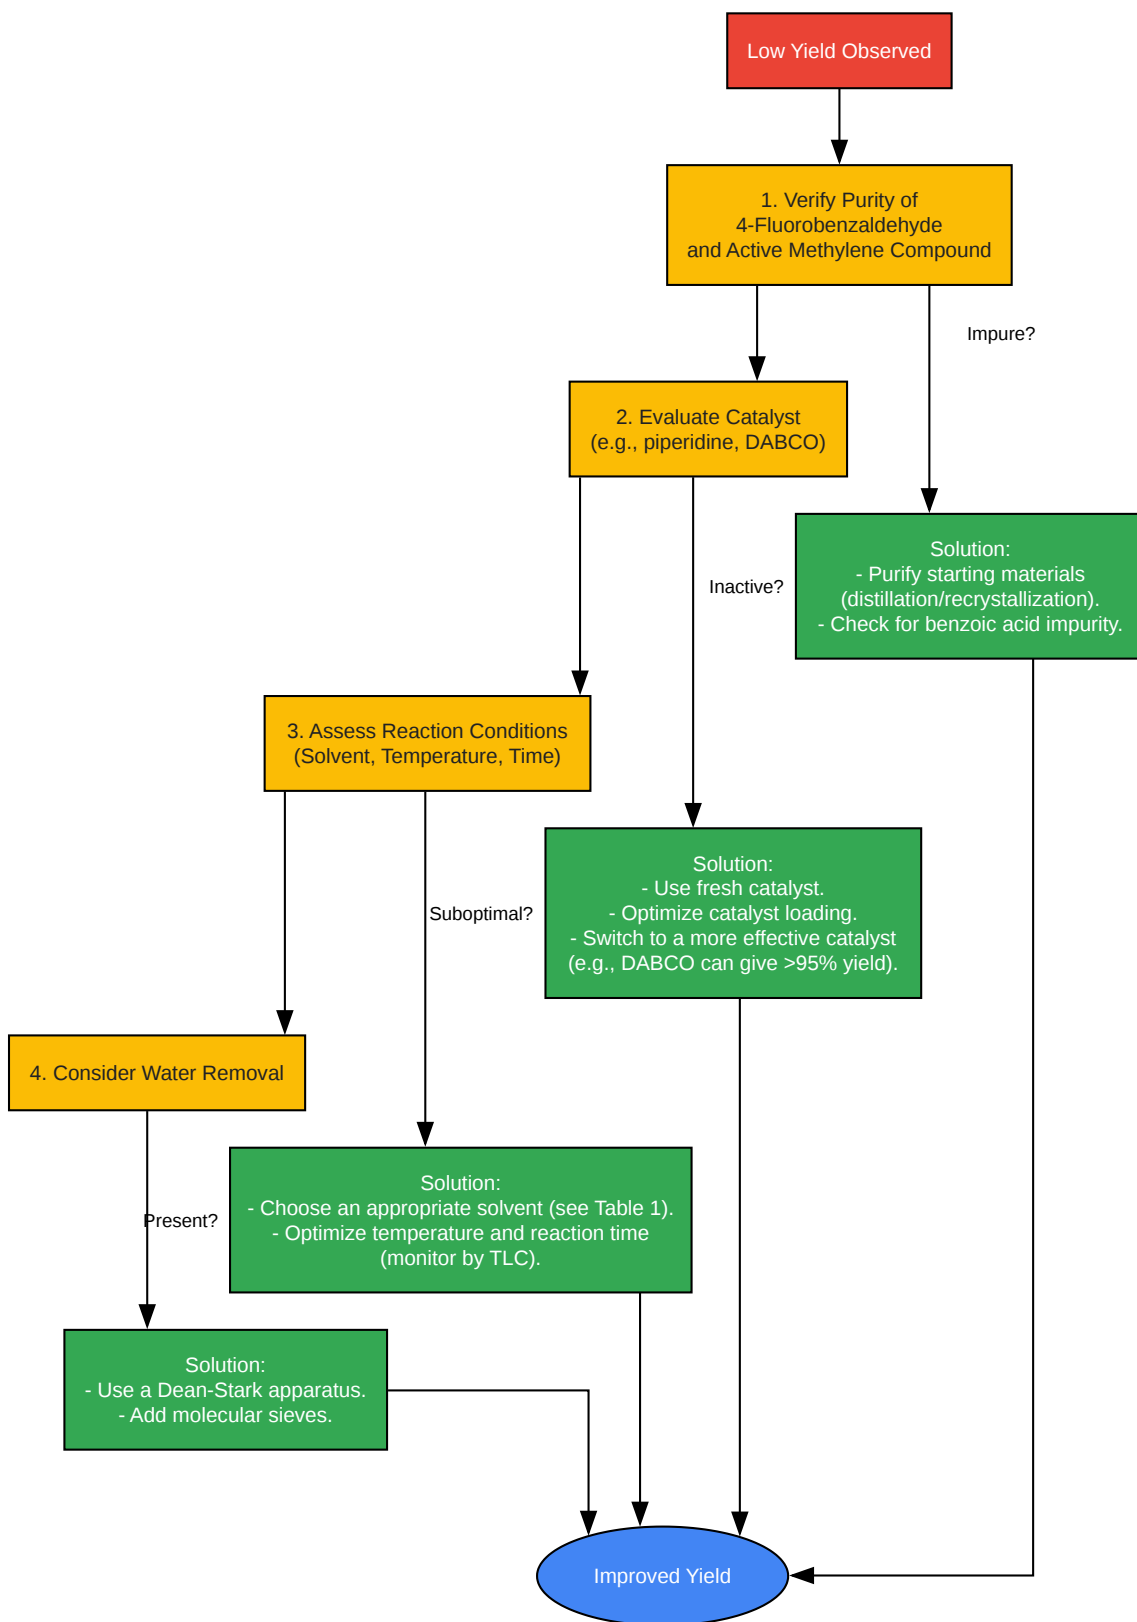 Low Yield Observed
1. Verify Purity of
4-Fluorobenzaldehyde
and Active Methylene Compound
Impure?
2. Evaluate Catalyst
(e.g., piperidine, DABCO)
Solution:
- Purify starting materials
(distillation/recrystallization).
- Check for benzoic acid impurity.
Inactive?
3. Assess Reaction Conditions
(Solvent, Temperature, Time)
Solution:
- Use fresh catalyst.
- Optimize catalyst loading.
- Switch to a more effective catalyst
(e.g., DABCO can give >95% yield).
Suboptimal?
4. Consider Water Removal
Solution:
- Choose an appropriate solvent (see Table 1).
- Optimize temperature and reaction time
(monitor by TLC).
Present?
Solution:
- Use a Dean-Stark apparatus.
- Add molecular sieves.
Improved Yield